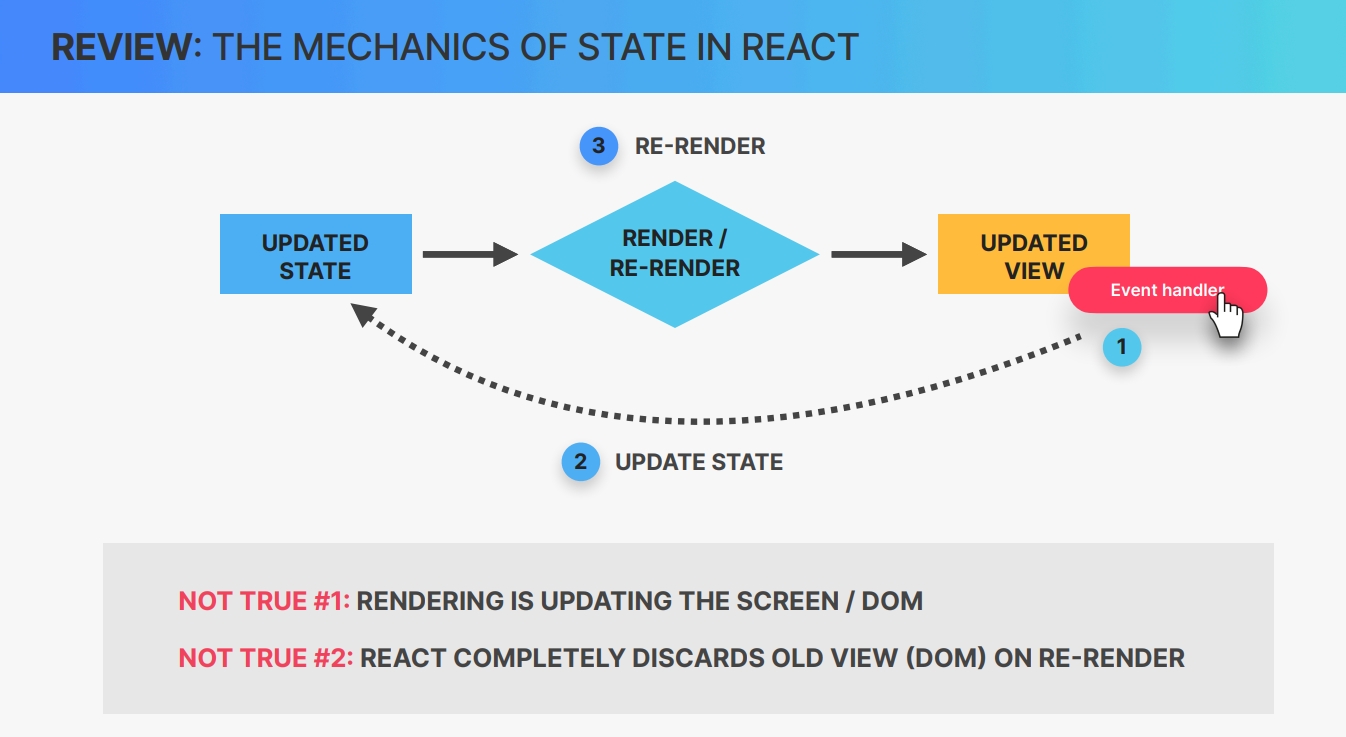 REVIEW: THE MECHANICS OF STATE IN REACT
3 RE-RENDER
UPDATED
STATE
RENDER /
RE-RENDER
UPDATED
VIEW
Event handler
1
2 UPDATE STATE
NOT TRUE #1: RENDERING IS UPDATING THE SCREEN / DOM
NOT TRUE #2: REACT COMPLETELY DISCARDS OLD VIEW (DOM) ON RE-RENDER